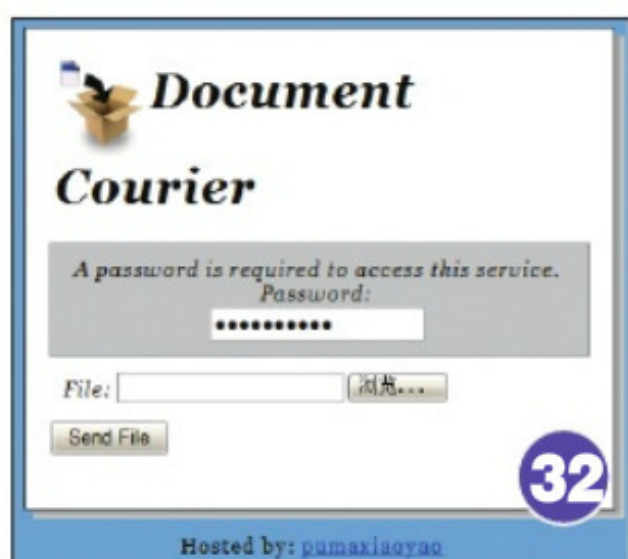 Document
Courier
A password is required to access this service.
Password:
••••••••••
File: 浏览...
Send File
32
Hosted by: pumaxiaoyao